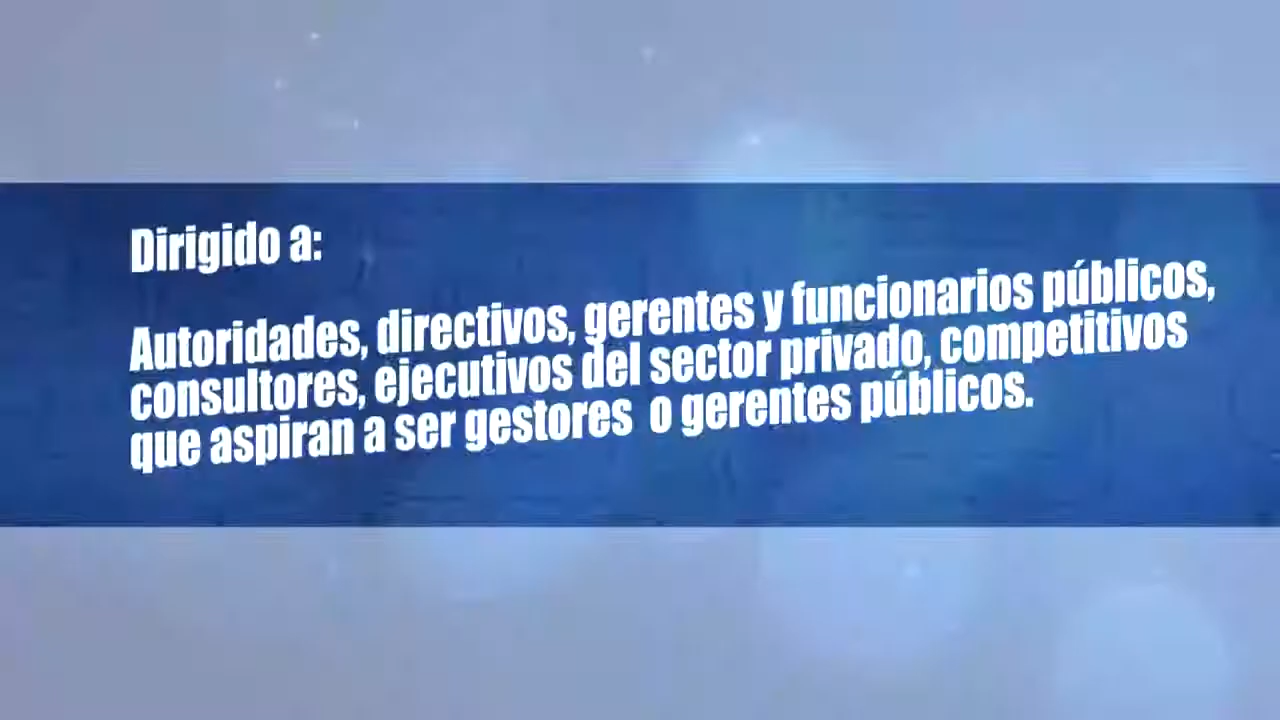 Dirigido a:
Autoridades, directivos, gerentes y funcionarios públicos,
consultores, ejecutivos del sector privado, competitivos
que aspiran a ser gestores o gerentes públicos.